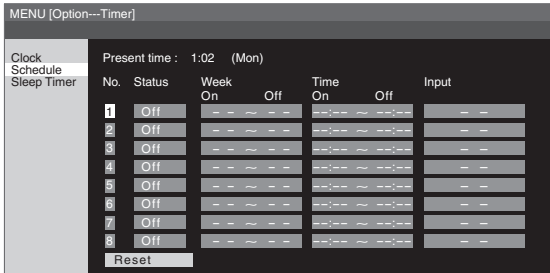 MENU [Option---Timer]
Clock
Schedule
Sleep Timer
Present time : 1:02 (Mon)
No. Status Week Time Input
On Off On Off
1 Off – – ～ – – --:-- ～ --:-- – –
2 Off – – ～ – – --:-- ～ --:-- – –
3 Off – – ～ – – --:-- ～ --:-- – –
4 Off – – ～ – – --:-- ～ --:-- – –
5 Off – – ～ – – --:-- ～ --:-- – –
6 Off – – ～ – – --:-- ～ --:-- – –
7 Off – – ～ – – --:-- ～ --:-- – –
8 Off – – ～ – – --:-- ～ --:-- – –
Reset